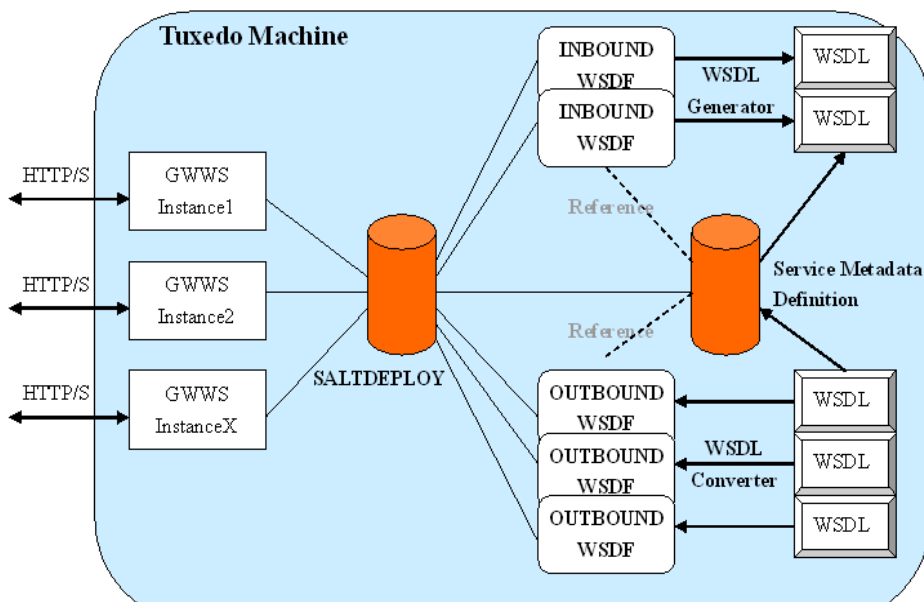 Tuxedo Machine
INBOUND
WSDF
INBOUND
WSDF
WSDL
Generator
WSDL
WSDL
HTTP/S
GWWS
Instance1
Reference
HTTP/S
GWWS
Instance2
Service Metadata
Definition
Reference
SALTDEPLOY
HTTP/S
GWWS
InstanceX
OUTBOUND
WSDF
OUTBOUND
WSDF
OUTBOUND
WSDF
WSDL
Converter
WSDL
WSDL
WSDL